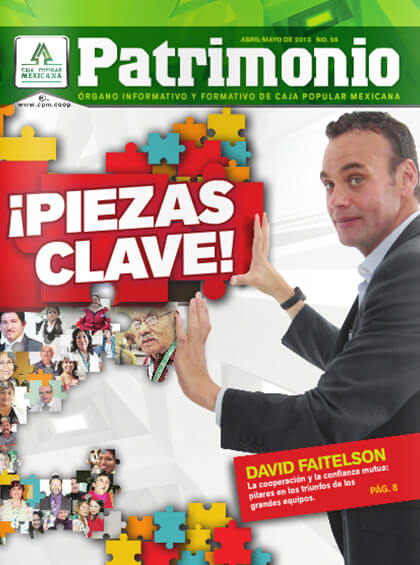 ABRIL-MAYO DE 2013 NO. 56
CAJA POPULAR
MEXICANA
Patrimonio
ÓRGANO INFORMATIVO Y FORMATIVO DE CAJA POPULAR MEXICANA
www.cpm.coop
¡PIEZAS
CLAVE!
DAVID FAITELSON
La cooperación y la confianza mutua:
pilares en los triunfos de los
grandes equipos.
PÁG. 8